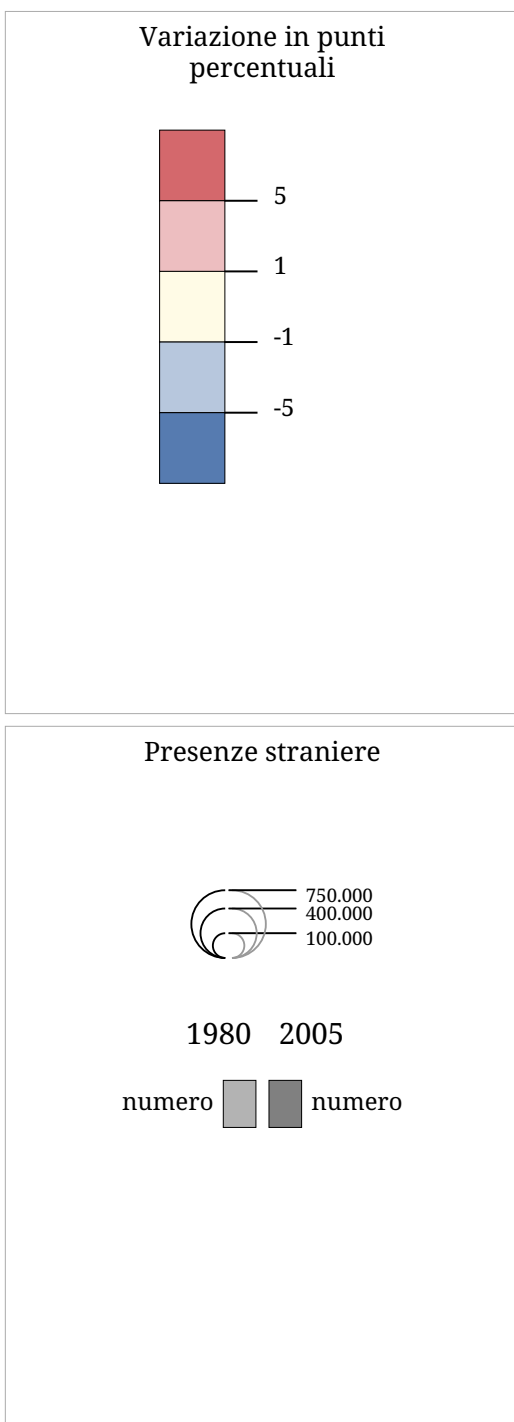 Variazione in punti
percentuali
5
1
-1
-5
Presenze straniere
750.000
400.000
100.000
1980 2005
numero numero